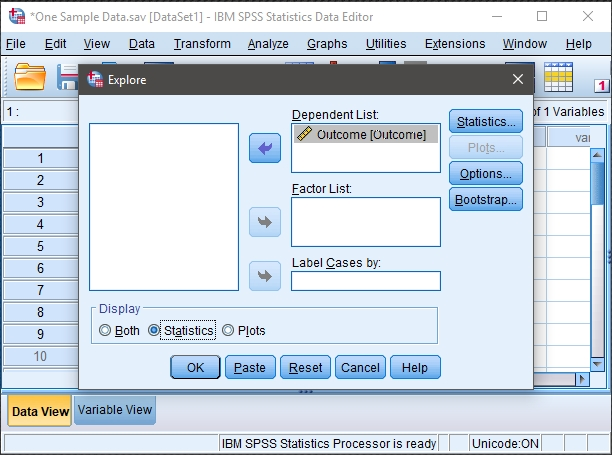 *One Sample Data.sav [DataSet1] - IBM SPSS Statistics Data Editor
File Edit View Data Transform Analyze Graphs Utilities Extensions Window Help
1 :
of 1 Variables
Explore
Dependent List:
Outcome [Outcome]
Factor List:
Label Cases by:
Statistics...
Plots...
Options...
Bootstrap...
Display
Both Statistics Plots
OK Paste Reset Cancel Help
1
2
3
4
5
6
7
8
9
10
1
Data View Variable View
IBM SPSS Statistics Processor is ready Unicode:ON